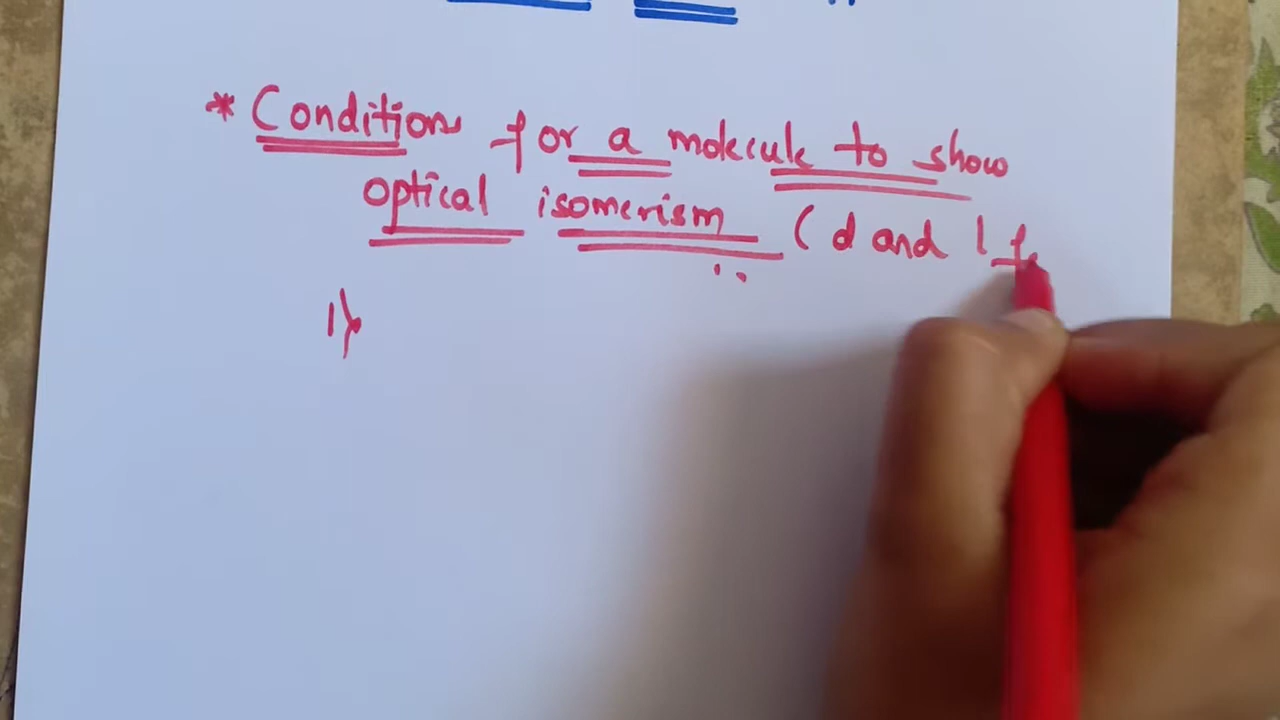 * Conditions for a molecule to show
optical isomerism ( d and l
1)